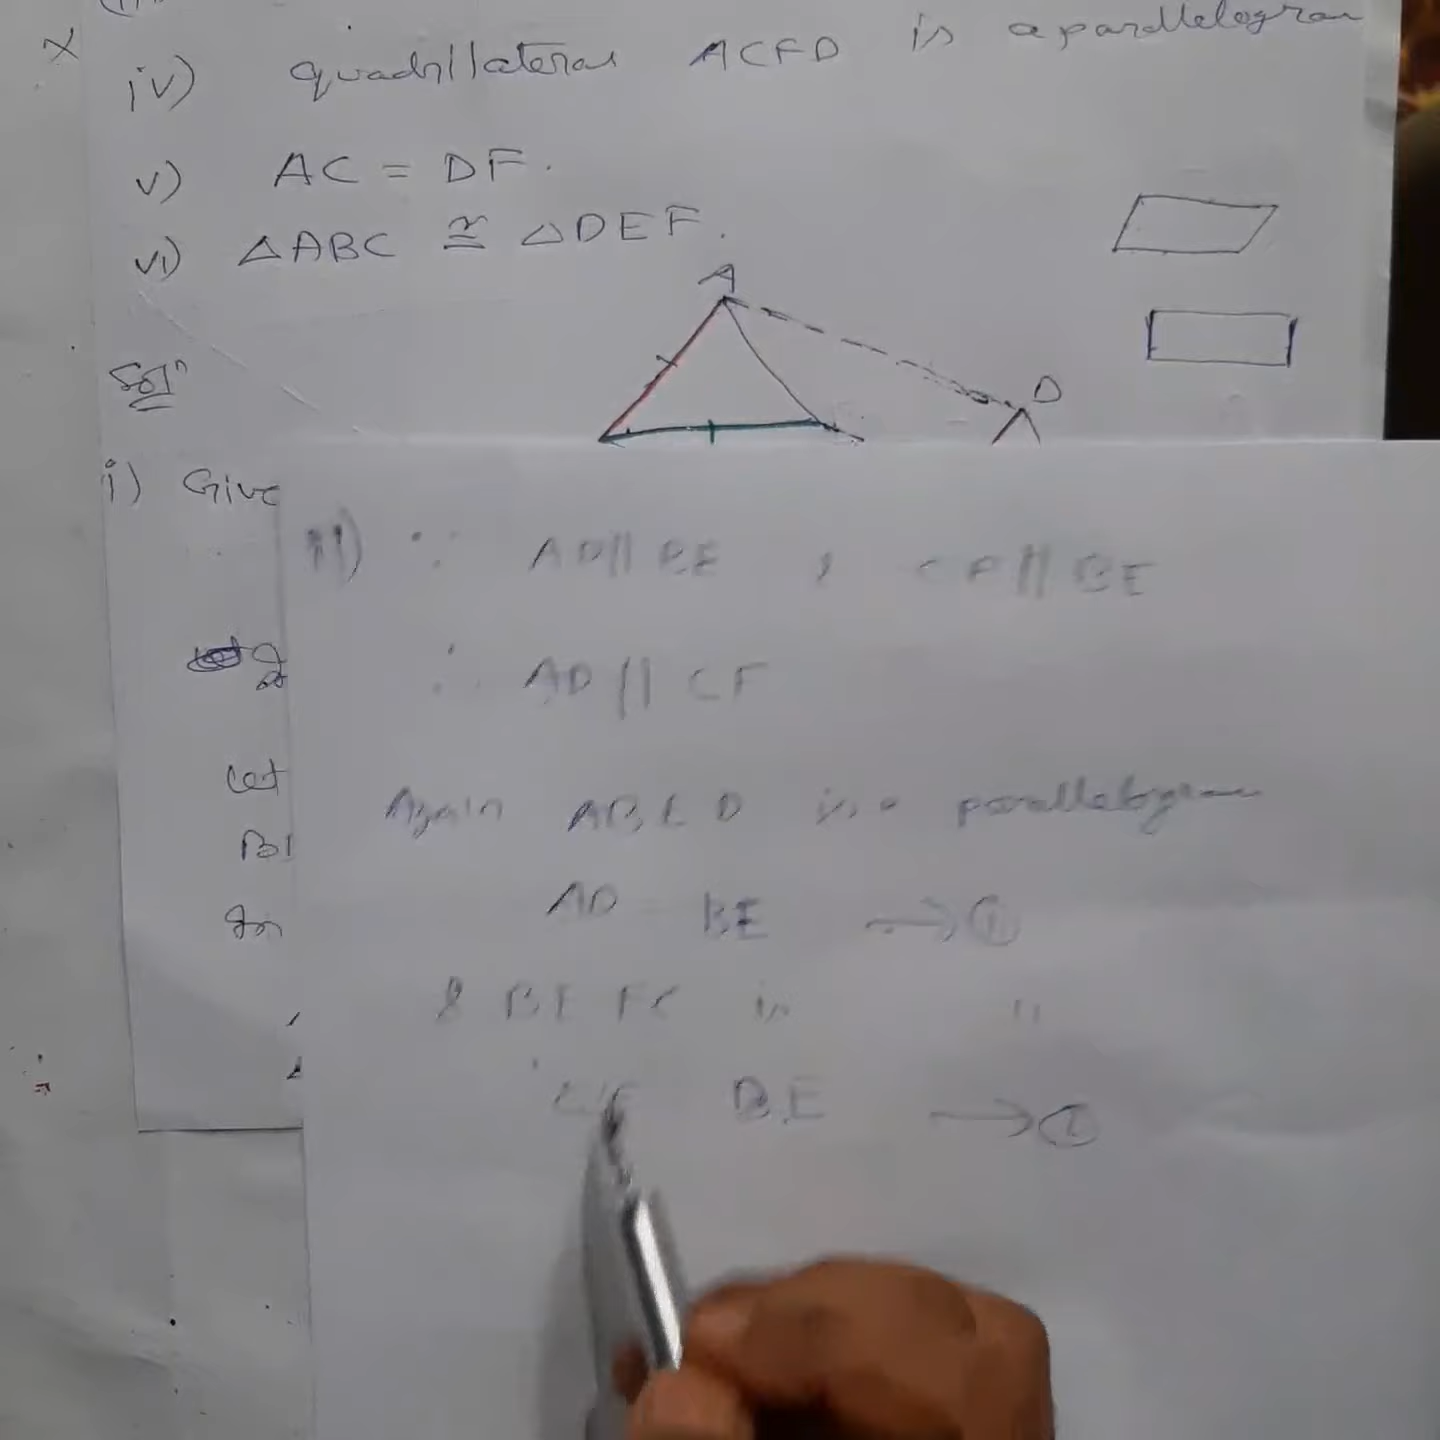 iv) quadrilateral ACFD is a parallelogram
v) AC = DF.
vi) △ABC ≅ △DEF.
A
D
Solⁿ
i) Give
ii) ∵ AD || BE , CF || BE
∴ AD || CF
Let
Again ABED is a parallelogram
AD = BE → ①
& BEFC is "
CF BE → ②